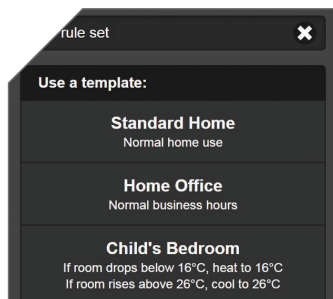 rule set
Use a template:
Standard Home
Normal home use
Home Office
Normal business hours
Child's Bedroom
If room drops below 16°C, heat to 16°C
If room rises above 26°C, cool to 26°C